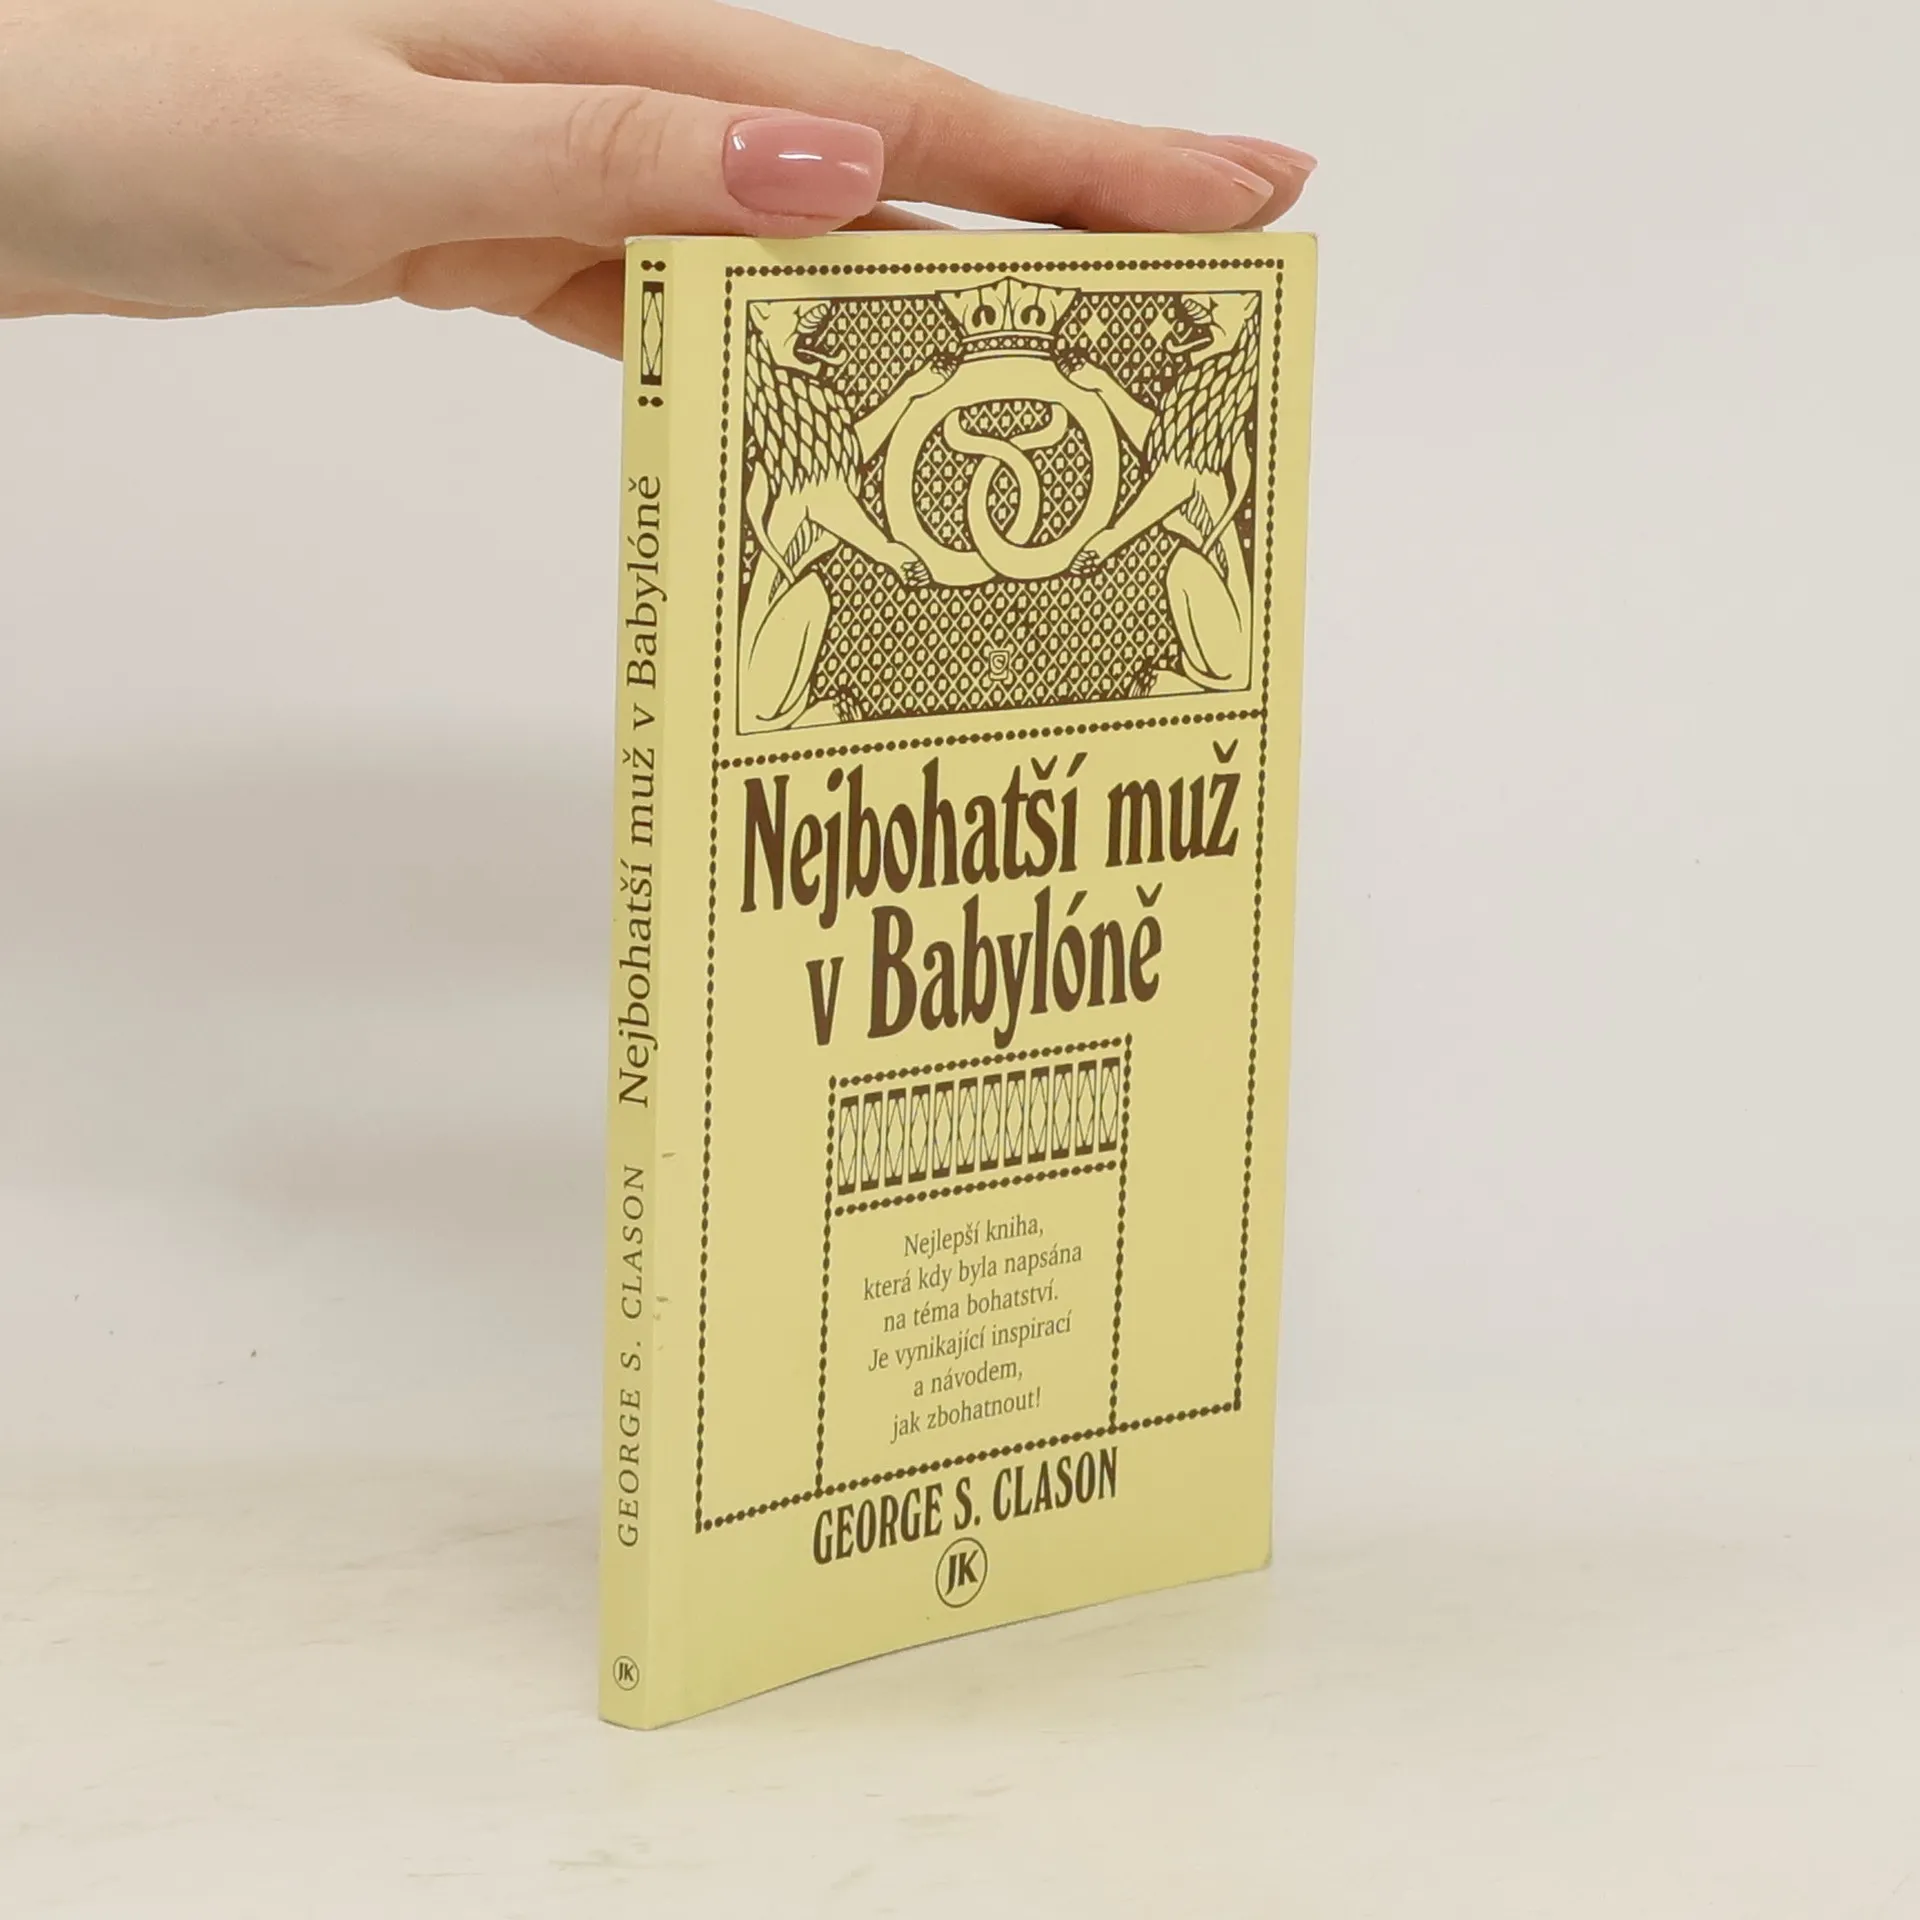 GEORGE S. CLASON Nejbohatší muž v Babylóně
JK
Nejbohatší muž
v Babylóně
Nejlepší kniha,
která kdy byla napsána
na téma bohatství.
Je vynikající inspirací
a návodem,
jak zbohatnout!
GEORGE S. CLASON
JK